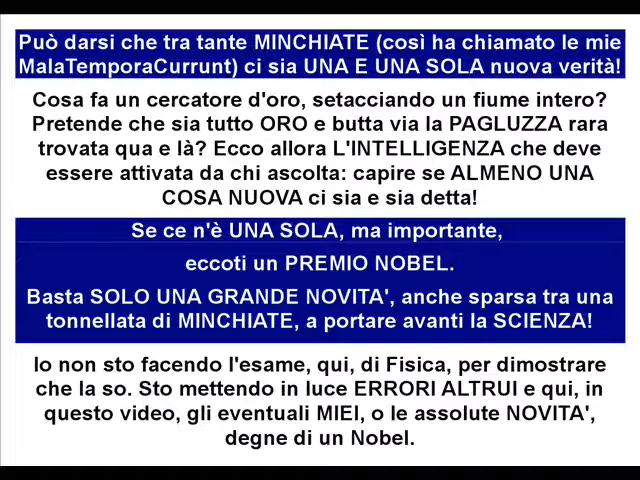 Può darsi che tra tante MINCHIATE (così ha chiamato le mie
MalaTemporaCurrunt) ci sia UNA E UNA SOLA nuova verità!
Cosa fa un cercatore d'oro, setacciando un fiume intero?
Pretende che sia tutto ORO e butta via la PAGLUZZA rara
trovata qua e là? Ecco allora L'INTELLIGENZA che deve
essere attivata da chi ascolta: capire se ALMENO UNA
COSA NUOVA ci sia e sia detta!
Se ce n'è UNA SOLA, ma importante,
eccoti un PREMIO NOBEL.
Basta SOLO UNA GRANDE NOVITA', anche sparsa tra una
tonnellata di MINCHIATE, a portare avanti la SCIENZA!
Io non sto facendo l'esame, qui, di Fisica, per dimostrare
che la so. Sto mettendo in luce ERRORI ALTRUI e qui, in
questo video, gli eventuali MIEI, o le assolute NOVITA',
degne di un Nobel.